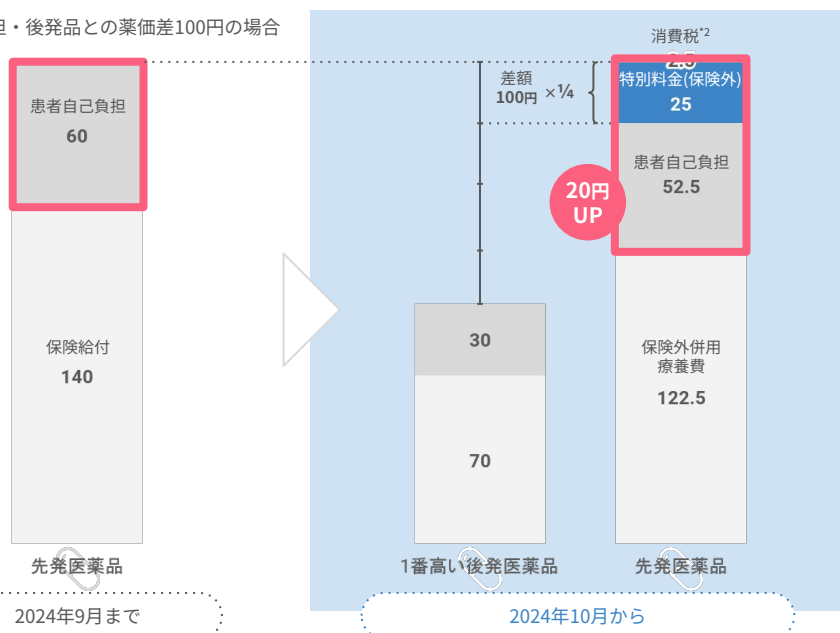 ・後発品との薬価差100円の場合
患者自己負担
60
保険給付
140
先発医薬品
2024年9月まで
差額
100円 ×¼
30
70
1番高い後発医薬品
消費税*2
2.5
特別料金(保険外)
25
患者自己負担
52.5
20円
UP
保険外併用
療養費
122.5
先発医薬品
2024年10月から